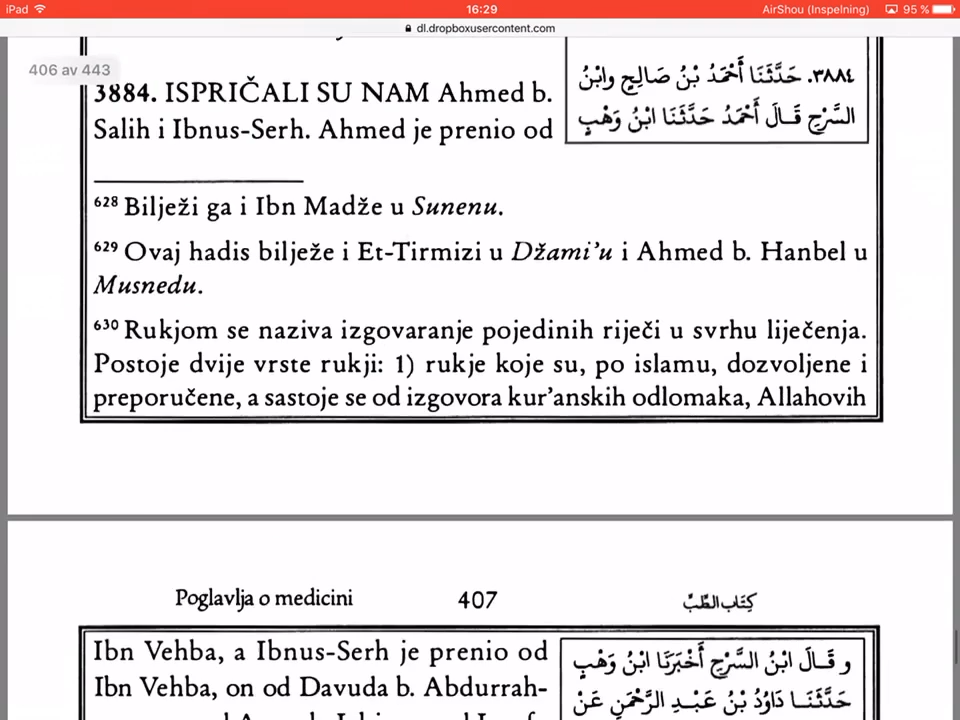 iPad
16:29
AirShou (Inspelning)
95 %
dl.dropboxusercontent.com
406 av 443
3884. ISPRIČALI SU NAM Ahmed b.
Salih i Ibnus-Serh. Ahmed je prenio od
٣٨٨٤. حَدَّثَنَا أَحْمَدُ بْنُ صَالِحٍ وابْنُ
السَّرْحِ قَالَ أَحْمَدُ حَدَّثَنَا ابْنُ وَهْبٍ
628 Bilježi ga i Ibn Madže u Sunenu.
629 Ovaj hadis bilježe i Et-Tirmizi u Džami’u i Ahmed b. Hanbel u
Musnedu.
630 Rukjom se naziva izgovaranje pojedinih riječi u svrhu liječenja.
Postoje dvije vrste rukji: 1) rukje koje su, po islamu, dozvoljene i
preporučene, a sastoje se od izgovora kur’anskih odlomaka, Allahovih
Poglavlja o medicini
407
كِتَاب الطِّبِّ
Ibn Vehba, a Ibnus-Serh je prenio od
Ibn Vehba, on od Davuda b. Abdurrah-
و قَالَ ابْنُ السَّرْحِ أَخْبَرَنَا ابْنُ وَهْبٍ
حَدَّثَنَا دَاوُدُ بْنُ عَبْدِ الرَّحْمَنِ عَنْ